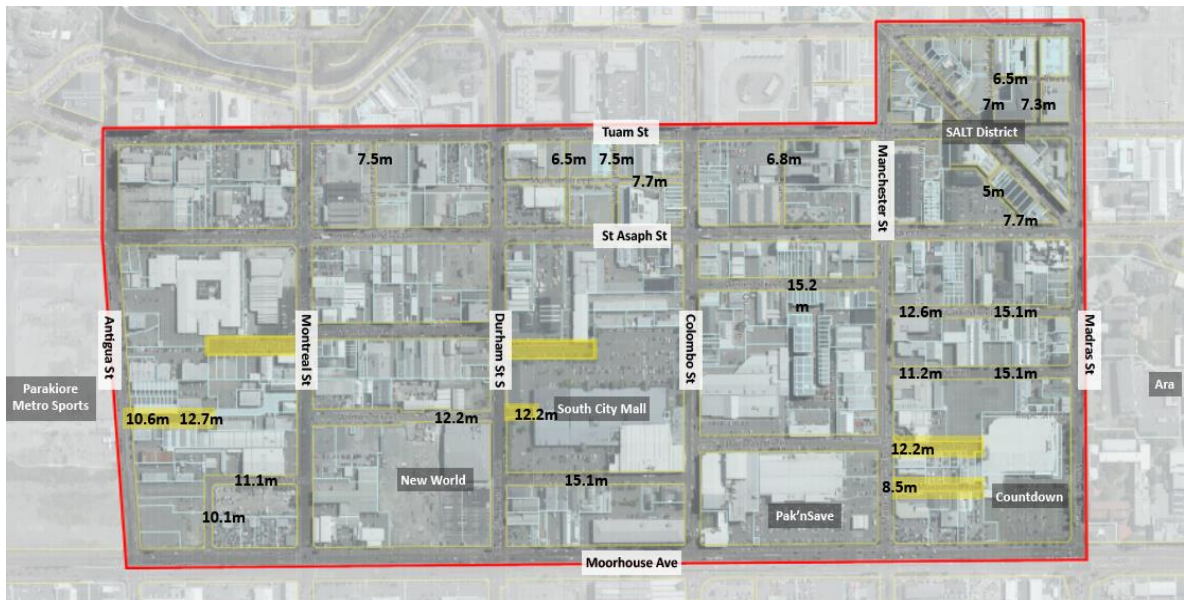 6.5m
7m
7.3m
SALT District
Tuam St
7.5m
6.5m
7.5m
6.8m
7.7m
Manchester St
5m
7.7m
St Asaph St
15.2
m
12.6m
15.1m
Antigua St
Montreal St
Durham St S
Colombo St
Madras St
11.2m
15.1m
Parakiore
Metro Sports
Ara
10.6m
12.7m
12.2m
12.2m
South City Mall
12.2m
11.1m
New World
15.1m
8.5m
Countdown
10.1m
Pak'nSave
Moorhouse Ave